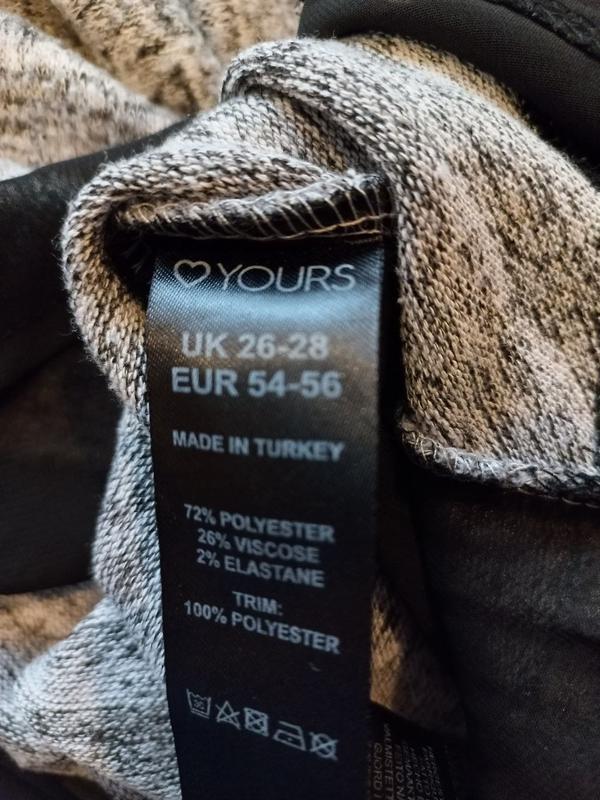 YOURS
UK 26-28
EUR 54-56
MADE IN TURKEY
72% POLYESTER
26% VISCOSE
2% ELASTANE
TRIM:
100% POLYESTER